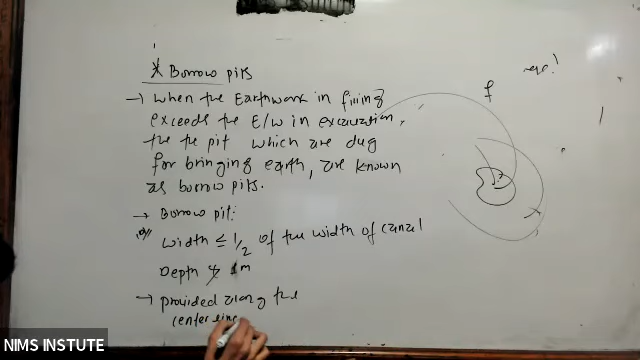 * Borrow pits
→ when the Earthwork in filling
exceeds the E/W in excavation,
the the pit which are dug
for bringing earth, are known
as borrow pits.
→ Borrow pit:
width ≤ 1/2 of the width of canal
Depth ≯ 1m
→ provided along the
center line
f
NIMS INSTUTE